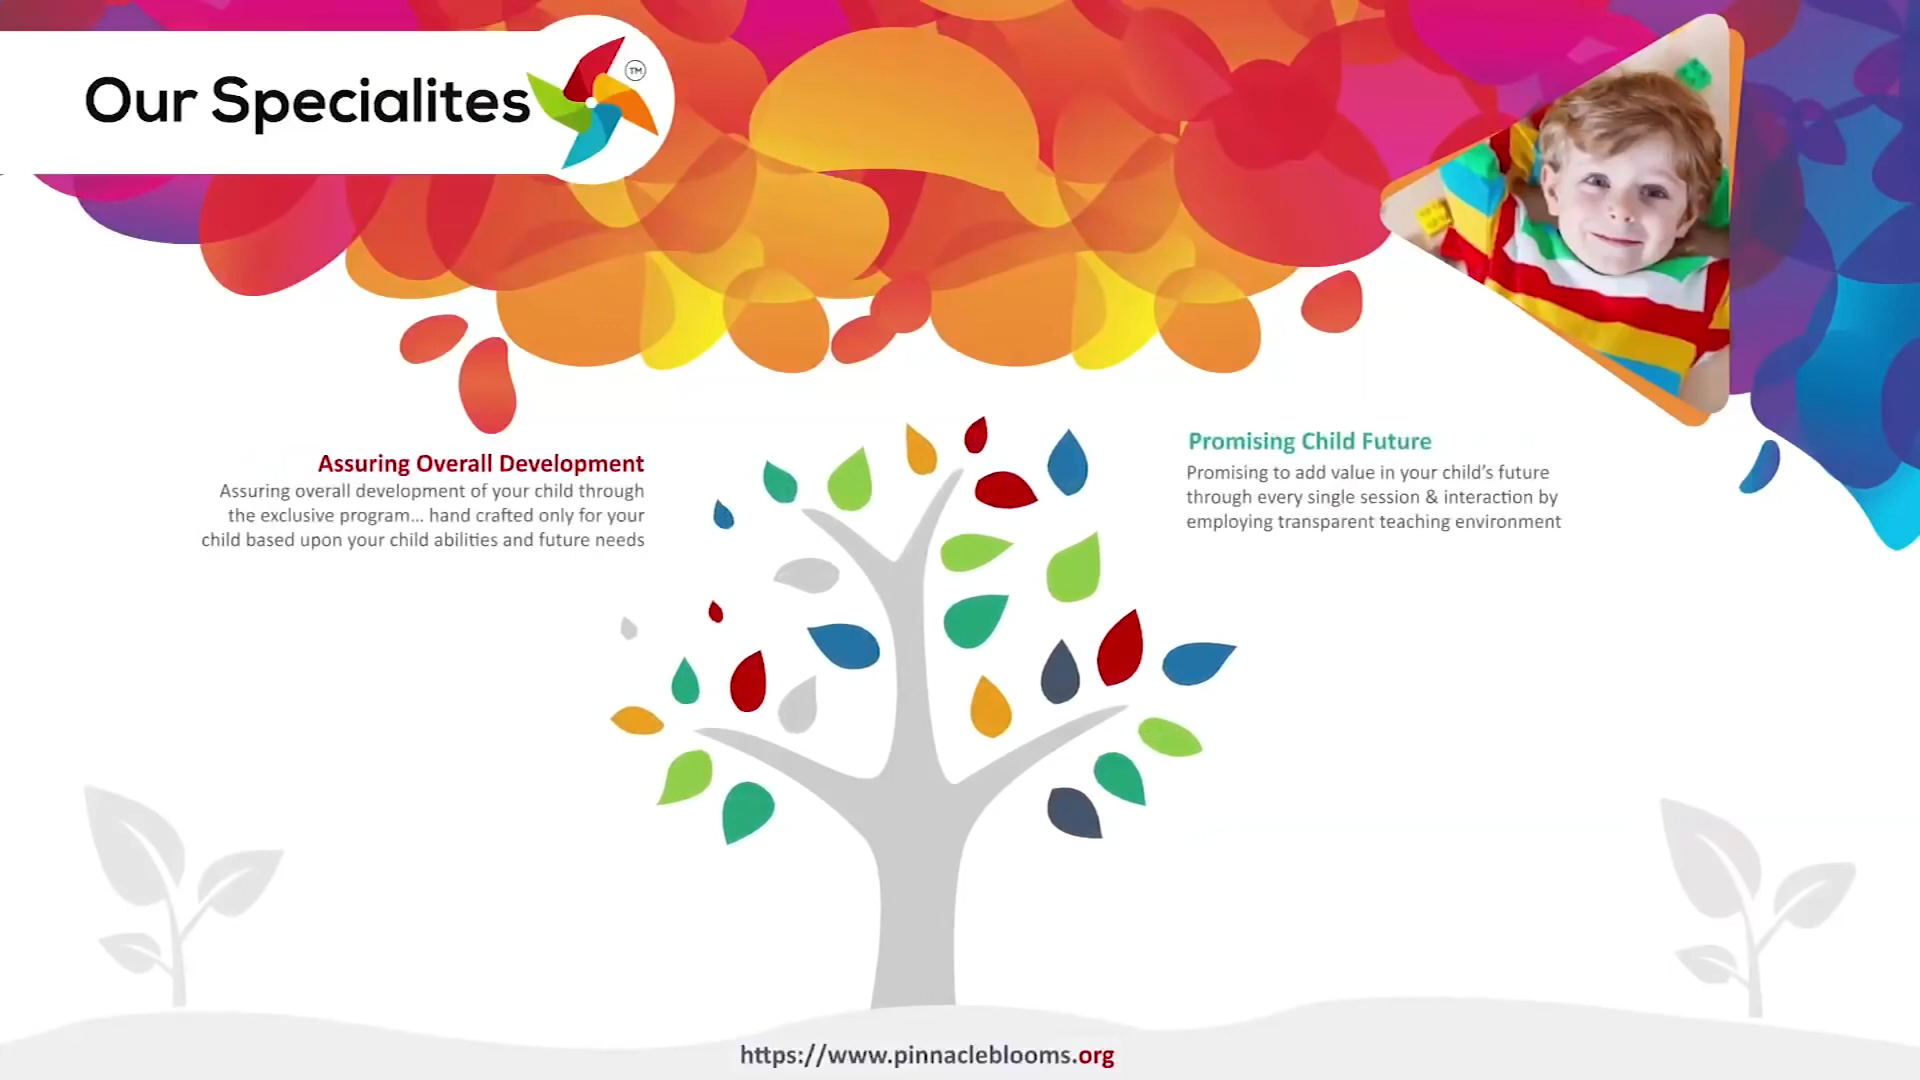 Our Specialites
TM
Assuring Overall Development
Assuring overall development of your child through
the exclusive program... hand crafted only for your
child based upon your child abilities and future needs
Promising Child Future
Promising to add value in your child's future
through every single session & interaction by
employing transparent teaching environment
https://www.pinnacleblooms.org